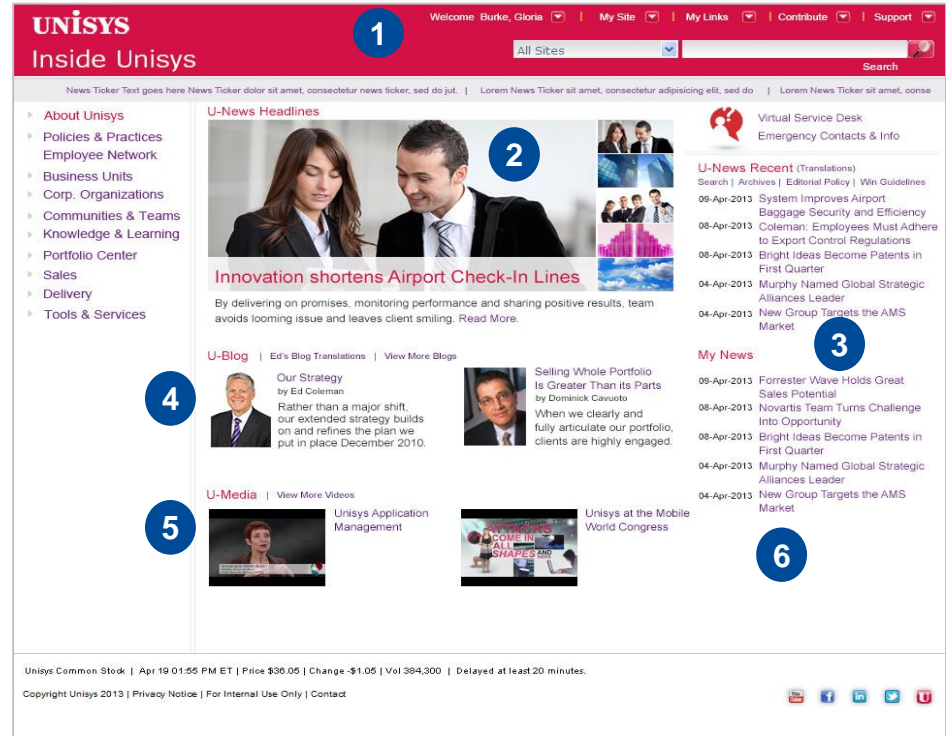 UNISYS
Inside Unisys
1
Welcome Burke, Gloria | My Site | My Links | Contribute | Support
All Sites
Search
News Ticker Text goes here News Ticker dolor sit amet, consectetur news ticker, sed do jut. | Lorem News Ticker sit amet, consectetur adipisicing elit, sed do | Lorem News Ticker sit amet, conse
About Unisys
Policies & Practices
Employee Network
Business Units
Corp. Organizations
Communities & Teams
Knowledge & Learning
Portfolio Center
Sales
Delivery
Tools & Services
U-News Headlines
2
Innovation shortens Airport Check-In Lines
By delivering on promises, monitoring performance and sharing positive results, team
avoids looming issue and leaves client smiling. Read More.
U-Blog | Ed's Blog Translations | View More Blogs
4
Our Strategy
by Ed Coleman
Rather than a major shift,
our extended strategy builds
on and refines the plan we
put in place December 2010.
Selling Whole Portfolio
Is Greater Than its Parts
by Dominick Cavuoto
When we clearly and
fully articulate our portfolio,
clients are highly engaged.
U-Media | View More Videos
5
Unisys Application
Management
ATTACKS
COME IN
ALL
SHAPES AND
Unisys at the Mobile
World Congress
Virtual Service Desk
Emergency Contacts & Info
U-News Recent (Translations)
Search | Archives | Editorial Policy | Win Guidelines
09-Apr-2013 System Improves Airport
Baggage Security and Efficiency
08-Apr-2013 Coleman: Employees Must Adhere
to Export Control Regulations
08-Apr-2013 Bright Ideas Become Patents in
First Quarter
04-Apr-2013 Murphy Named Global Strategic
Alliances Leader
04-Apr-2013 New Group Targets the AMS
Market
3
My News
09-Apr-2013 Forrester Wave Holds Great
Sales Potential
08-Apr-2013 Novartis Team Turns Challenge
Into Opportunity
08-Apr-2013 Bright Ideas Become Patents in
First Quarter
04-Apr-2013 Murphy Named Global Strategic
Alliances Leader
04-Apr-2013 New Group Targets the AMS
Market
6
Unisys Common Stock | Apr 19 01:55 PM ET | Price $36.05 | Change -$1.05 | Vol 384,300 | Delayed at least 20 minutes.
Copyright Unisys 2013 | Privacy Notice | For Internal Use Only | Contact
You Tube
f
in
U